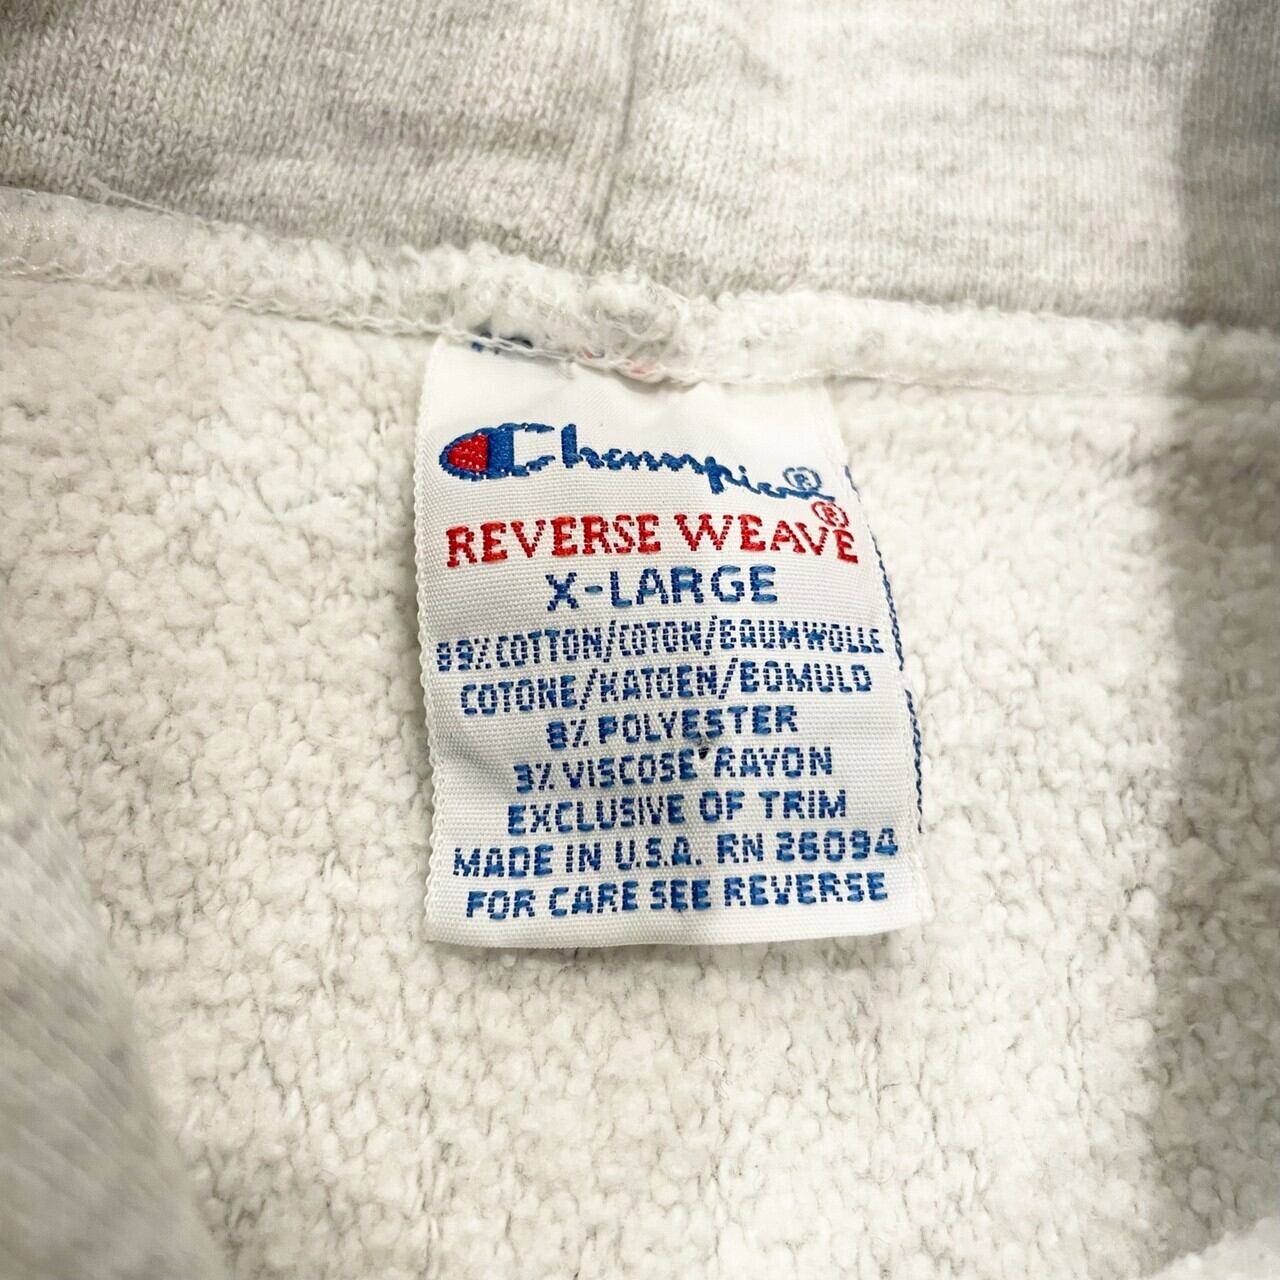 Champion®
REVERSE WEAVE®
X-LARGE
89% COTTON/COTON/BAUMWOLLE
COTONE/KATOEN/BOMULD
8% POLYESTER
3% VISCOSE RAYON
EXCLUSIVE OF TRIM
MADE IN U.S.A. RN 26094
FOR CARE SEE REVERSE